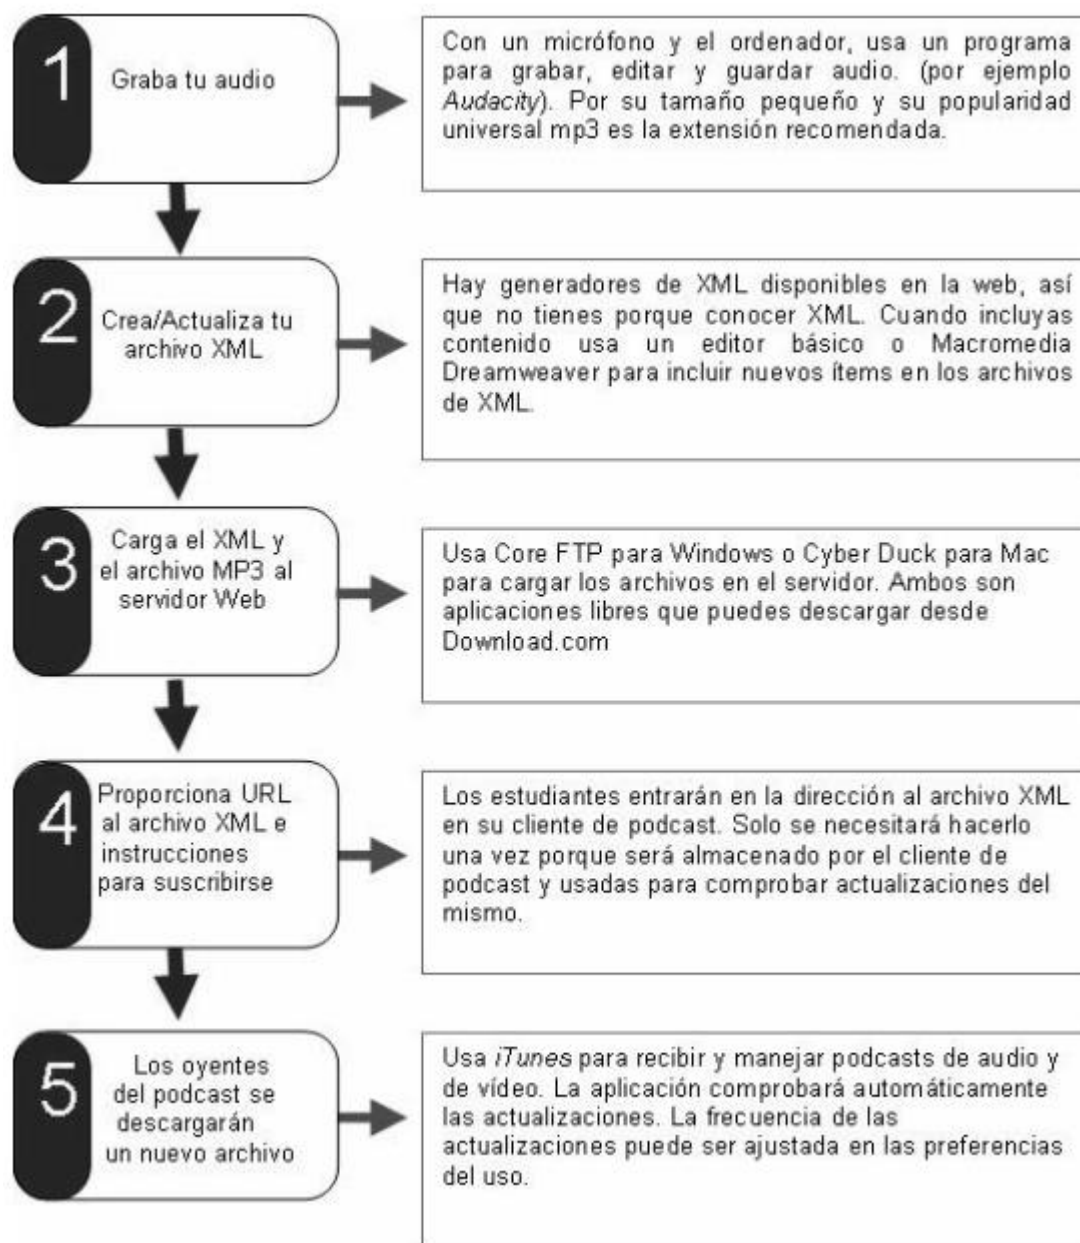 1
Graba tu audio
Con un micrófono y el ordenador, usa un programa
para grabar, editar y guardar audio. (por ejemplo
Audacity). Por su tamaño pequeño y su popularidad
universal mp3 es la extensión recomendada.
2
Crea/Actualiza tu
archivo XML
Hay generadores de XML disponibles en la web, así
que no tienes porque conocer XML. Cuando incluyas
contenido usa un editor básico o Macromedia
Dreamweaver para incluir nuevos ítems en los archivos
de XML.
3
Carga el XML y
el archivo MP3 al
servidor Web
Usa Core FTP para Windows o Cyber Duck para Mac
para cargar los archivos en el servidor. Ambos son
aplicaciones libres que puedes descargar desde
Download.com
4
Proporciona URL
al archivo XML e
instrucciones
para suscribirse
Los estudiantes entrarán en la dirección al archivo XML
en su cliente de podcast. Solo se necesitará hacerlo
una vez porque será almacenado por el cliente de
podcast y usadas para comprobar actualizaciones del
mismo.
5
Los oyentes
del podcast se
descargarán
un nuevo archivo
Usa iTunes para recibir y manejar podcasts de audio y
de vídeo. La aplicación comprobará automáticamente
las actualizaciones. La frecuencia de las
actualizaciones puede ser ajustada en las preferencias
del uso.